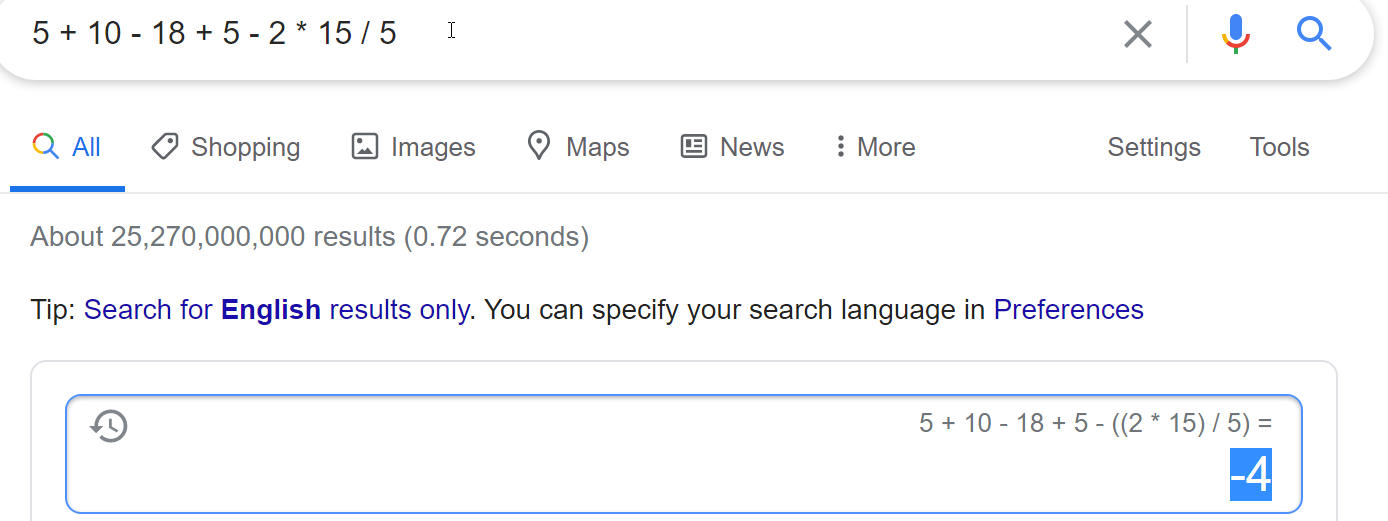 5 + 10 - 18 + 5 - 2 * 15 / 5
All Shopping Images Maps News More Settings Tools
About 25,270,000,000 results (0.72 seconds)
Tip: Search for English results only. You can specify your search language in Preferences
5 + 10 - 18 + 5 - ((2 * 15) / 5) =
-4